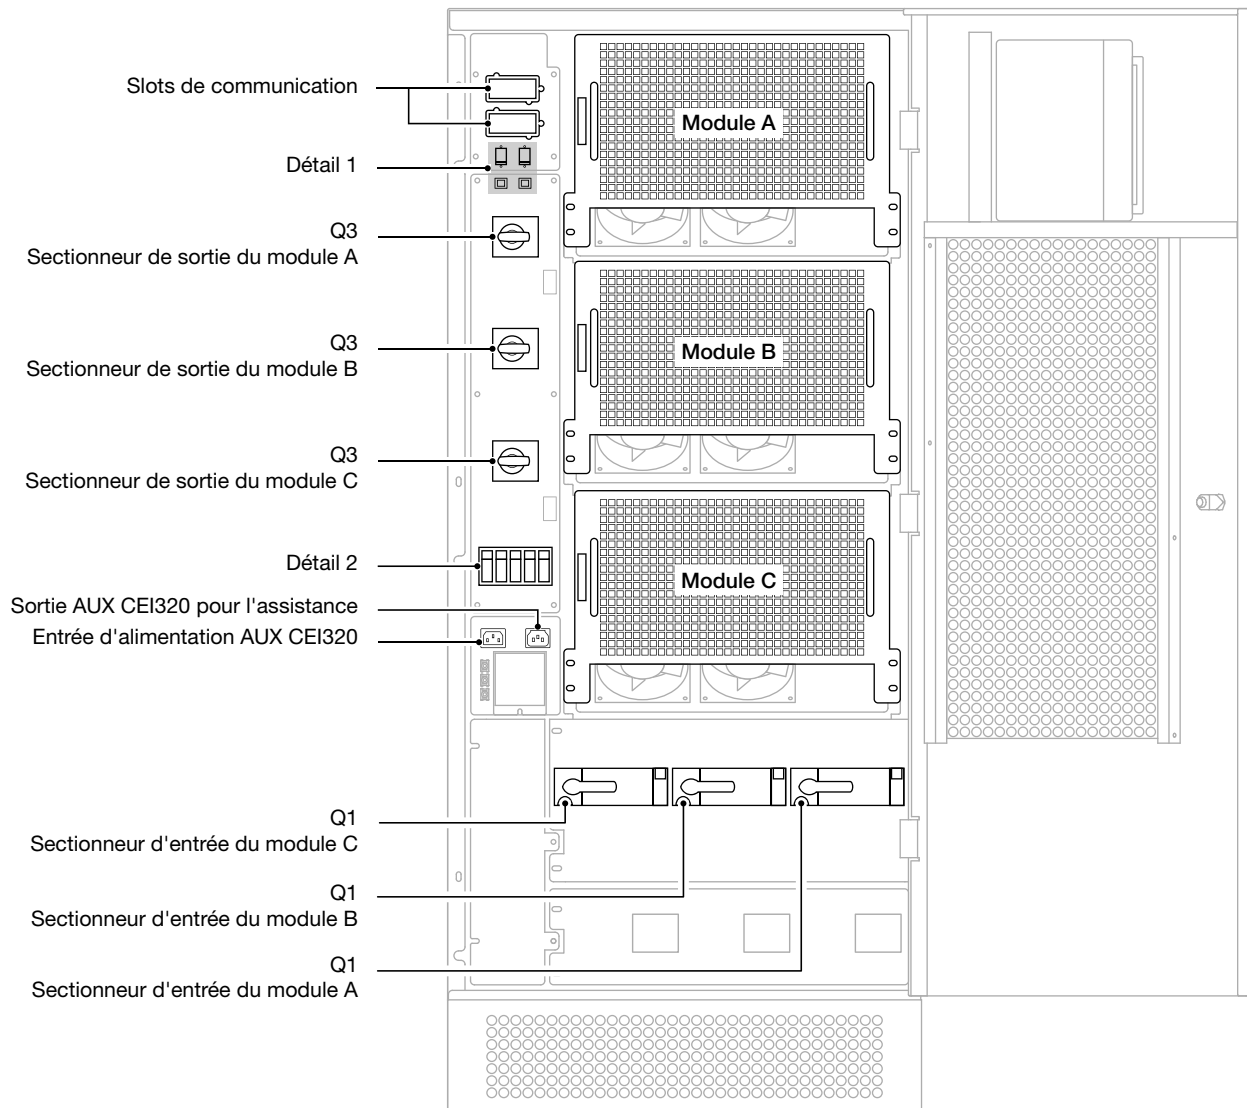 Slots de communication
Module A
Détail 1
Q3
Sectionneur de sortie du module A
Q3
Sectionneur de sortie du module B
Module B
Q3
Sectionneur de sortie du module C
Détail 2
Module C
Sortie AUX CEI320 pour l'assistance
Entrée d'alimentation AUX CEI320
Q1
Sectionneur d'entrée du module C
Q1
Sectionneur d'entrée du module B
Q1
Sectionneur d'entrée du module A